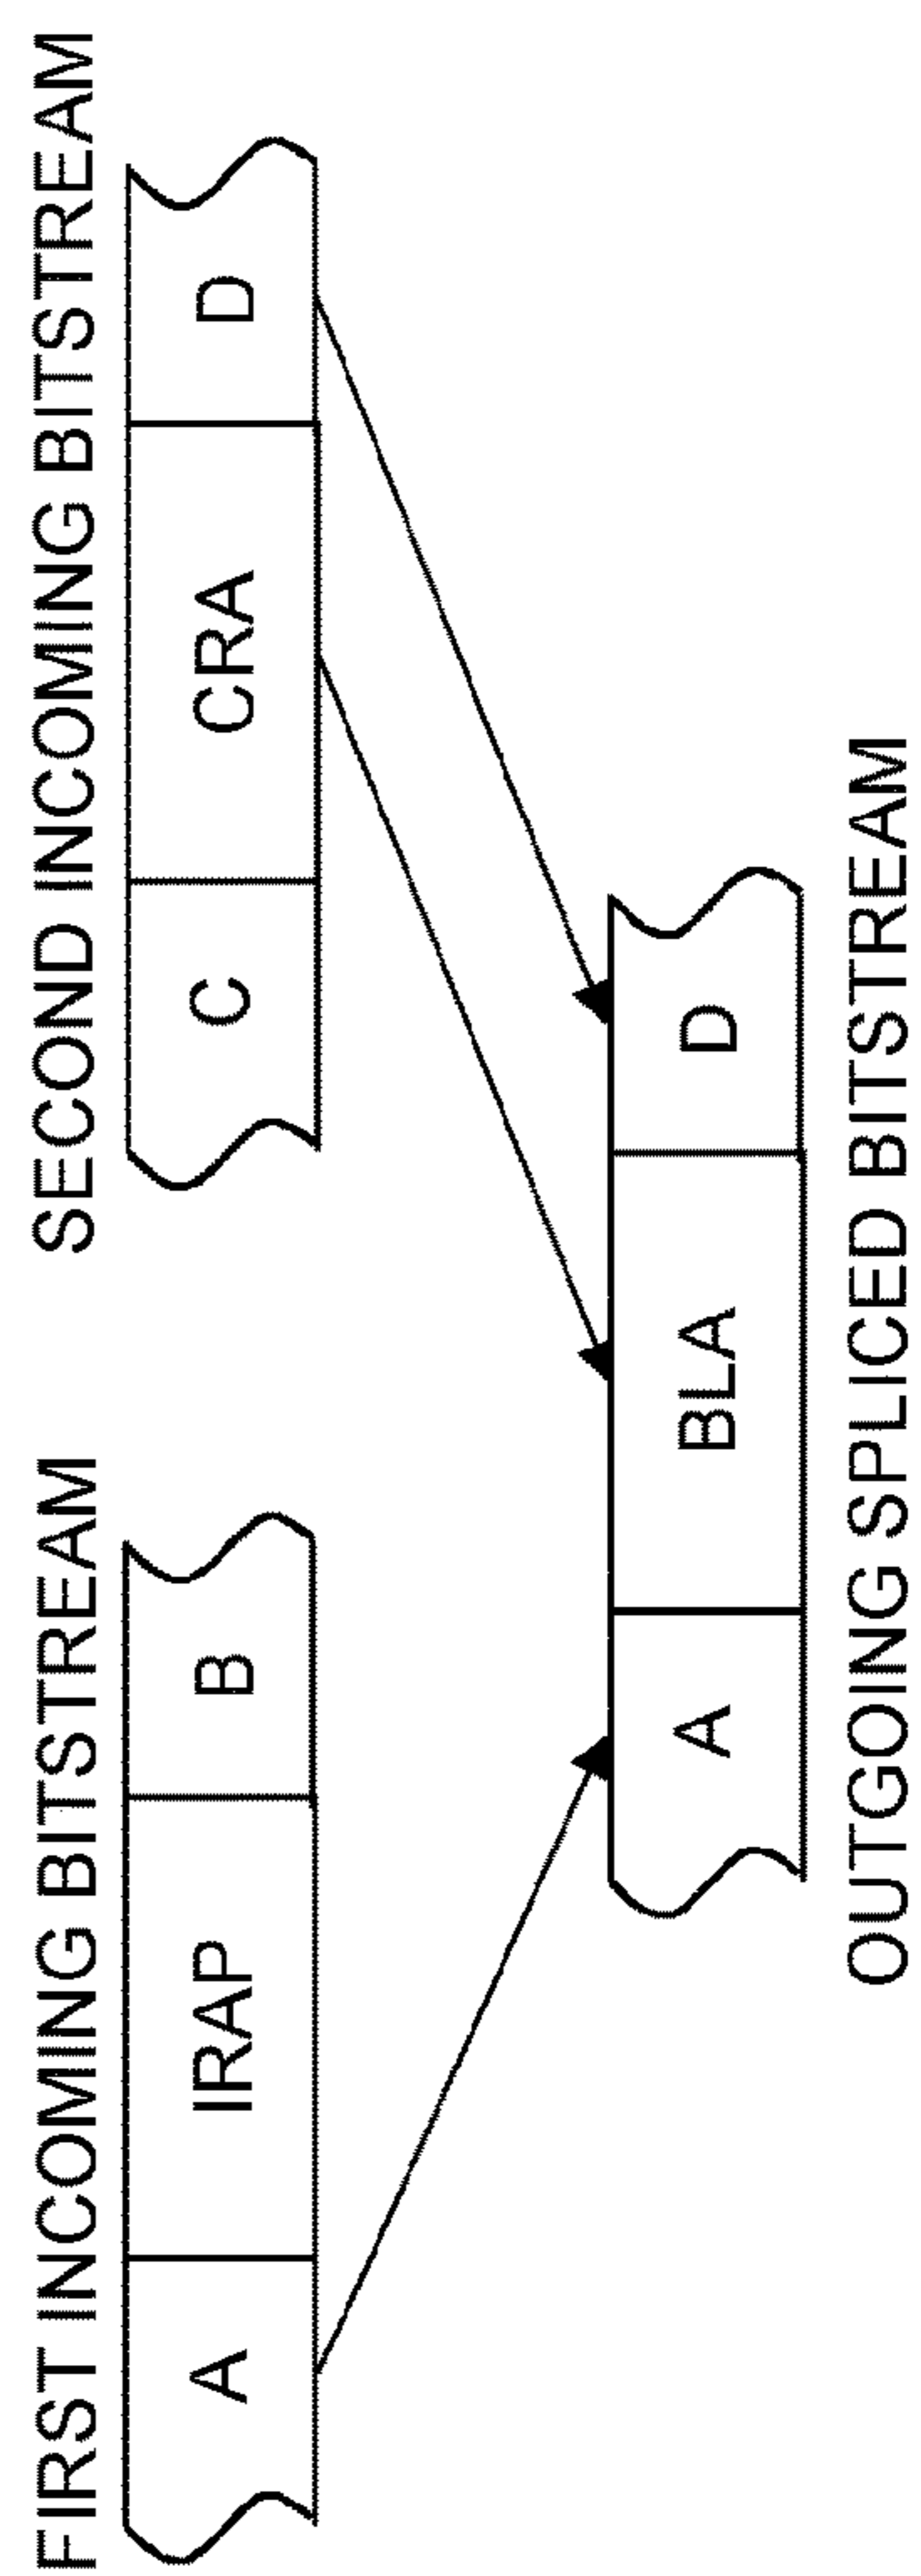 FIRST INCOMING BITSTREAM
A IRAP B
SECOND INCOMING BITSTREAM
C CRA D
A BLA D
OUTGOING SPLICED BITSTREAM